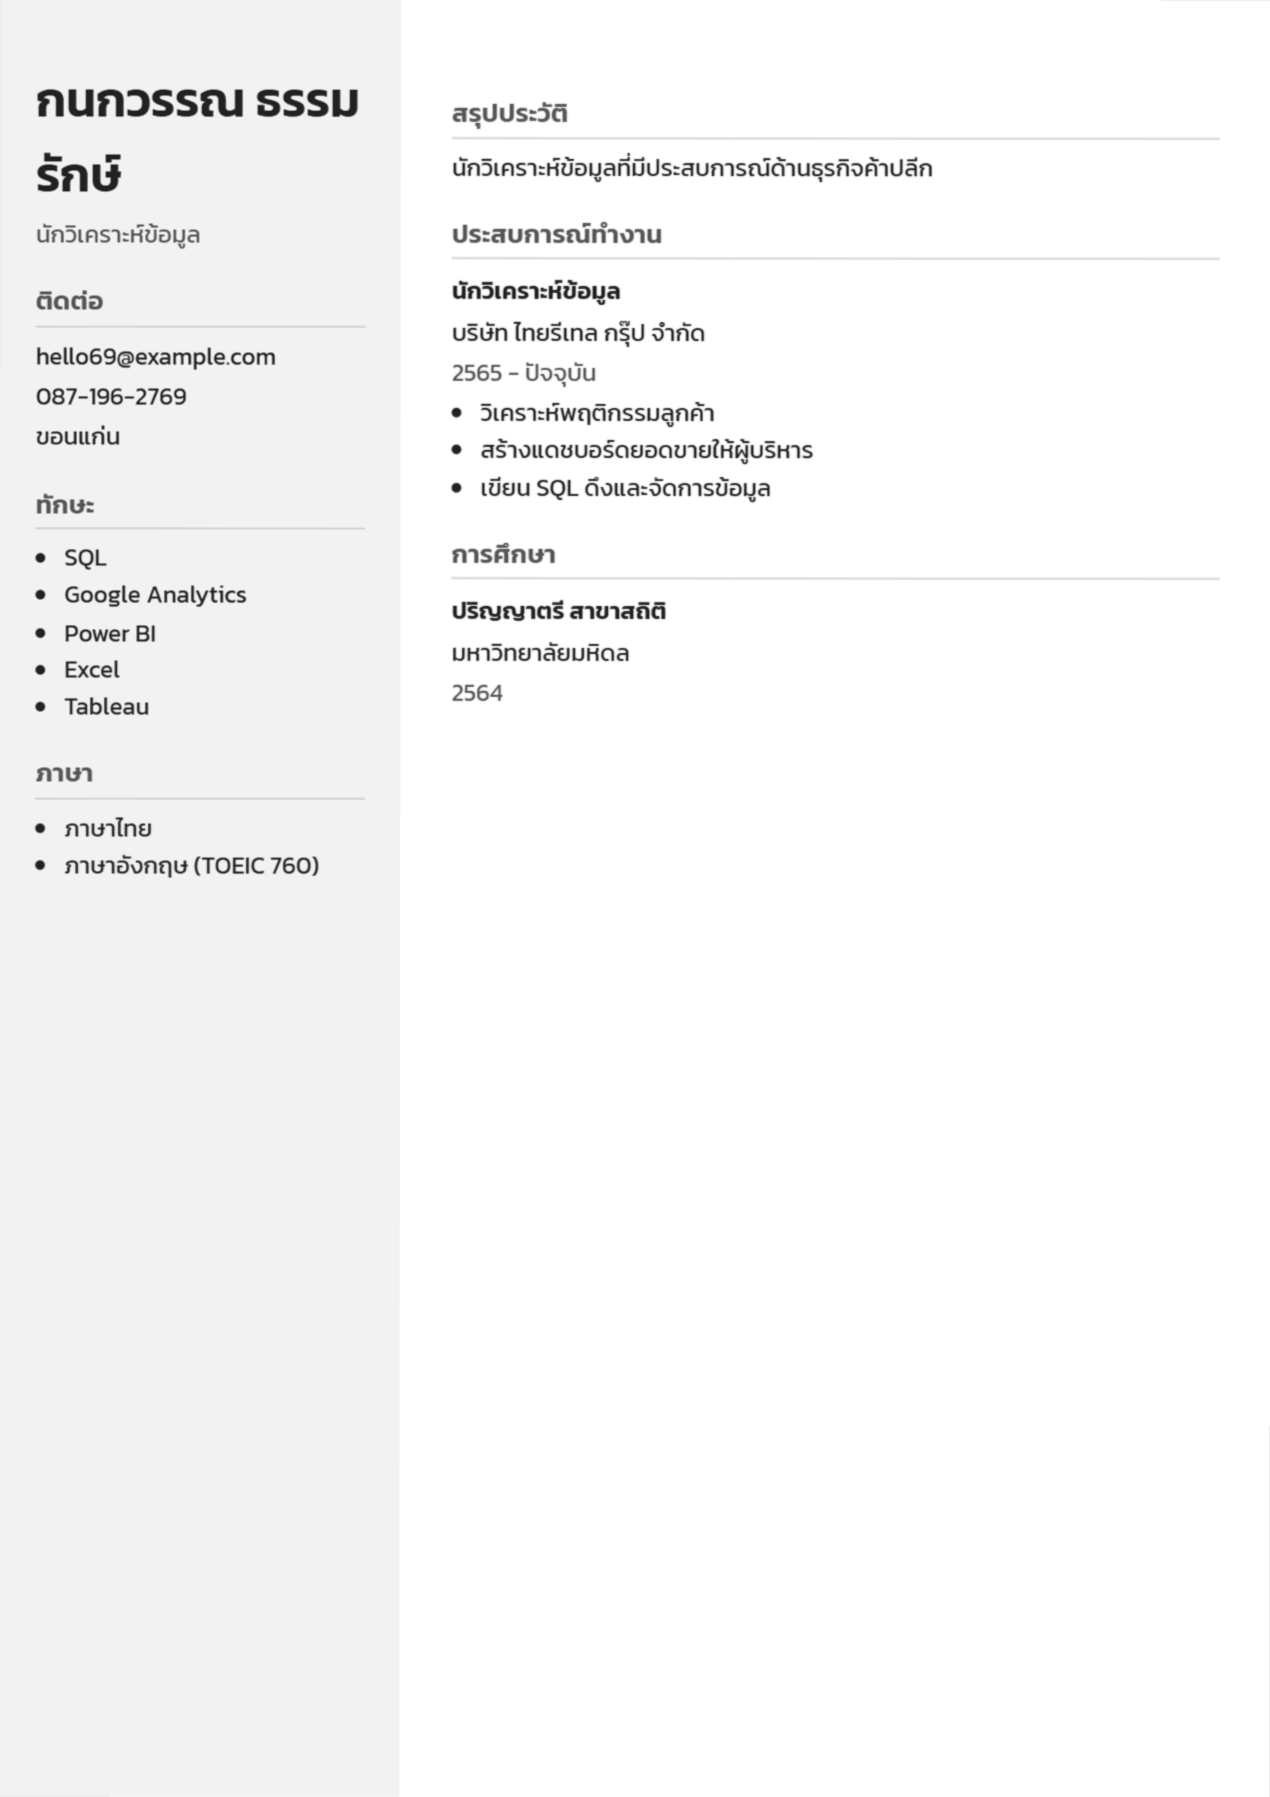 กนกวรรณ ธรรม
รักษ์
นักวิเคราะห์ข้อมูล
ติดต่อ
hello69@example.com
087-196-2769
ขอนแก่น
ทักษะ
• SQL
• Google Analytics
• Power BI
• Excel
• Tableau
ภาษา
• ภาษาไทย
• ภาษาอังกฤษ (TOEIC 760)
สรุปประวัติ
นักวิเคราะห์ข้อมูลที่มีประสบการณ์ด้านธุรกิจค้าปลีก
ประสบการณ์ทำงาน
นักวิเคราะห์ข้อมูล
บริษัท ไทยรีเทล กรุ๊ป จำกัด
2565 - ปัจจุบัน
• วิเคราะห์พฤติกรรมลูกค้า
• สร้างแดชบอร์ดยอดขายให้ผู้บริหาร
• เขียน SQL ดึงและจัดการข้อมูล
การศึกษา
ปริญญาตรี สาขาสถิติ
มหาวิทยาลัยมหิดล
2564